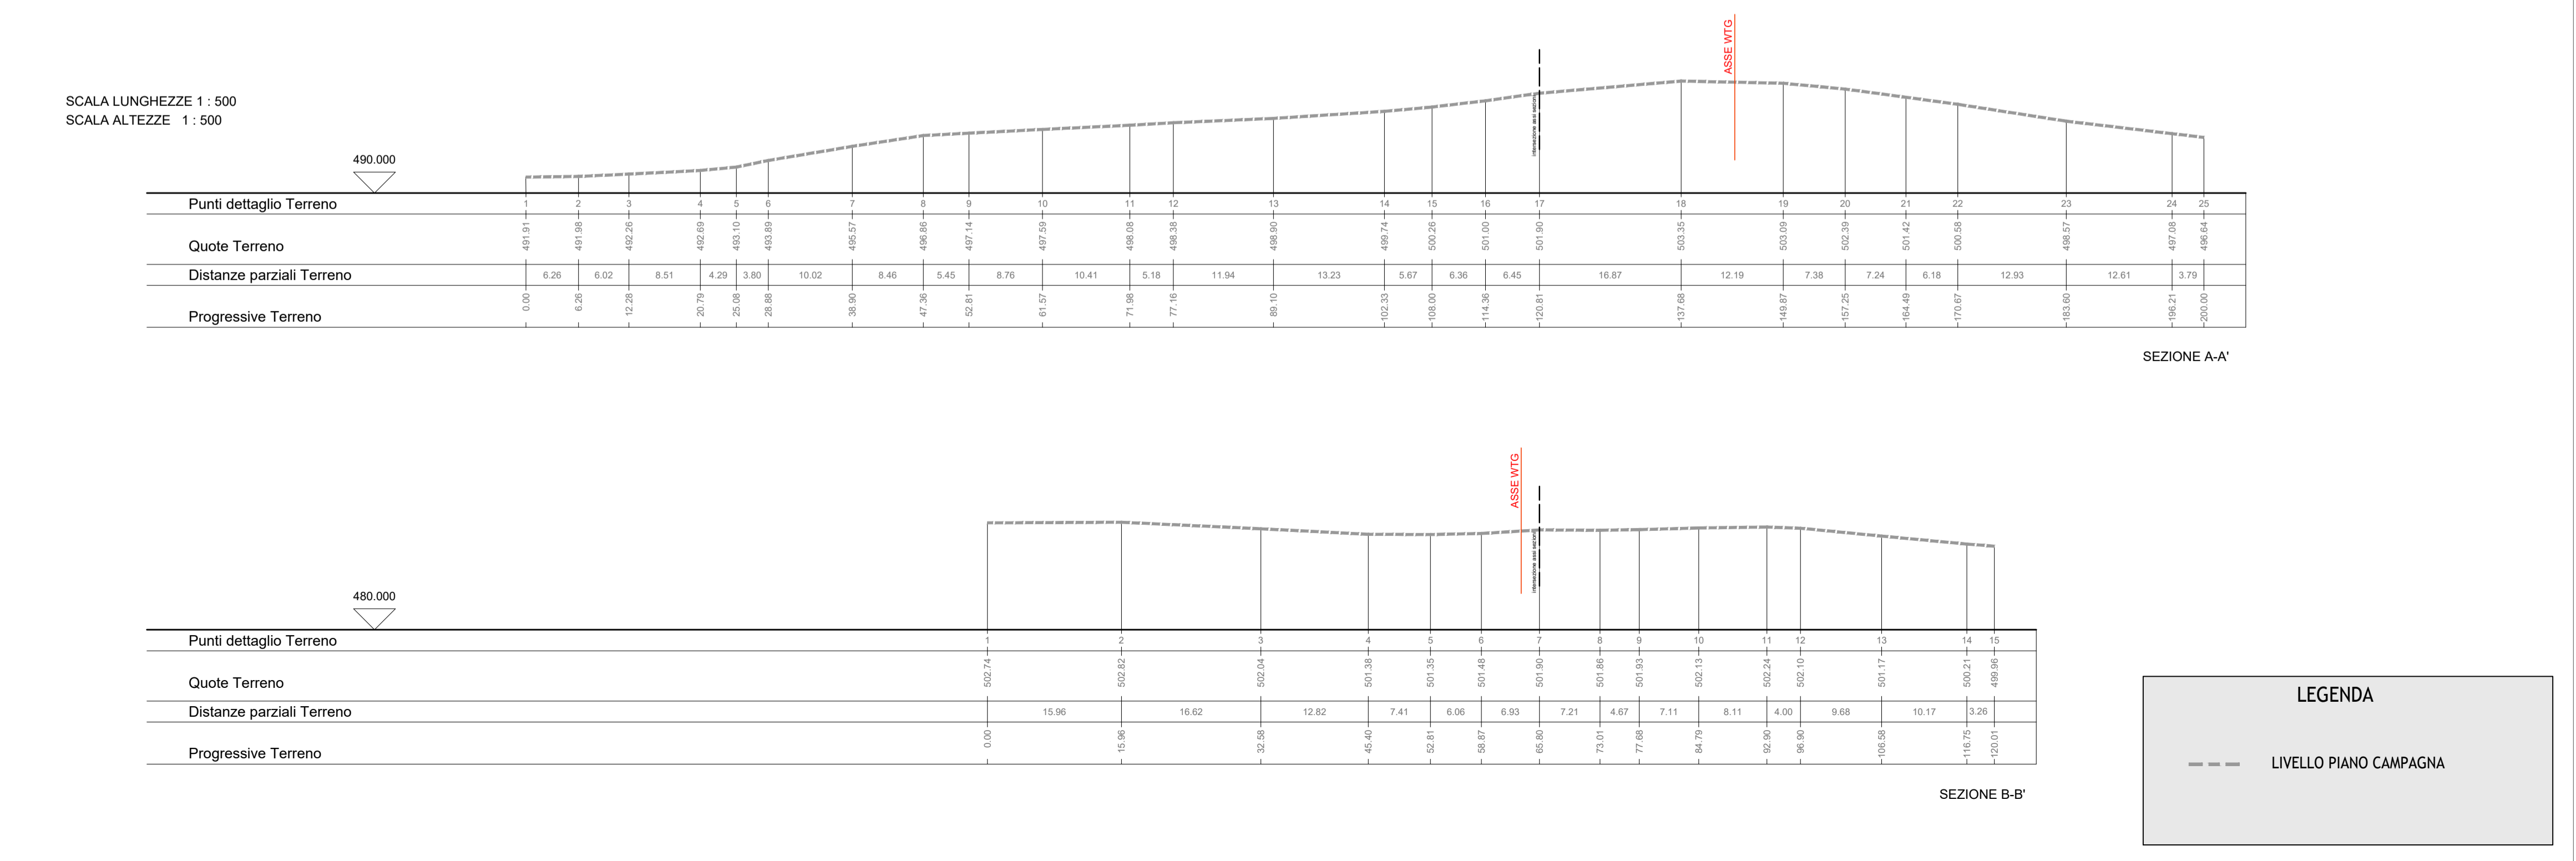 ASSE WTG
SCALA LUNGHEZZE 1 : 500
SCALA ALTEZZE 1 : 500
490.000
intersezione assi sezioni
Punti dettaglio Terreno 1 2 3 4 5 6 7 8 9 10 11 12 13 14 15 16 17 18 19 20 21 22 23 24 25
Quote Terreno 491.91 491.98 492.26 492.69 493.10 493.89 495.57 496.86 497.14 497.59 498.08 498.38 498.90 499.74 500.26 501.00 501.90 503.35 503.09 502.39 501.42 500.58 498.57 497.08 496.64
Distanze parziali Terreno 6.26 6.02 8.51 4.29 3.80 10.02 8.46 5.45 8.76 10.41 5.18 11.94 13.23 5.67 6.36 6.45 16.87 12.19 7.38 7.24 6.18 12.93 12.61 3.79
Progressive Terreno 0.00 6.26 12.28 20.79 25.08 28.88 38.90 47.36 52.81 61.57 71.98 77.16 89.10 102.33 108.00 114.36 120.81 137.68 149.87 157.25 164.49 170.67 183.60 196.21 200.00
SEZIONE A-A'
ASSE WTG
intersezione assi sezioni
480.000
Punti dettaglio Terreno 1 2 3 4 5 6 7 8 9 10 11 12 13 14 15
Quote Terreno 502.74 502.82 502.04 501.38 501.35 501.48 501.90 501.86 501.93 502.13 502.24 502.10 501.17 500.21 499.96
Distanze parziali Terreno 15.96 16.62 12.82 7.41 6.06 6.93 7.21 4.67 7.11 8.11 4.00 9.68 10.17 3.26
Progressive Terreno 0.00 15.96 32.58 45.40 52.81 58.87 65.80 73.01 77.68 84.79 92.90 96.90 106.58 116.75 120.01
SEZIONE B-B'
LEGENDA
LIVELLO PIANO CAMPAGNA